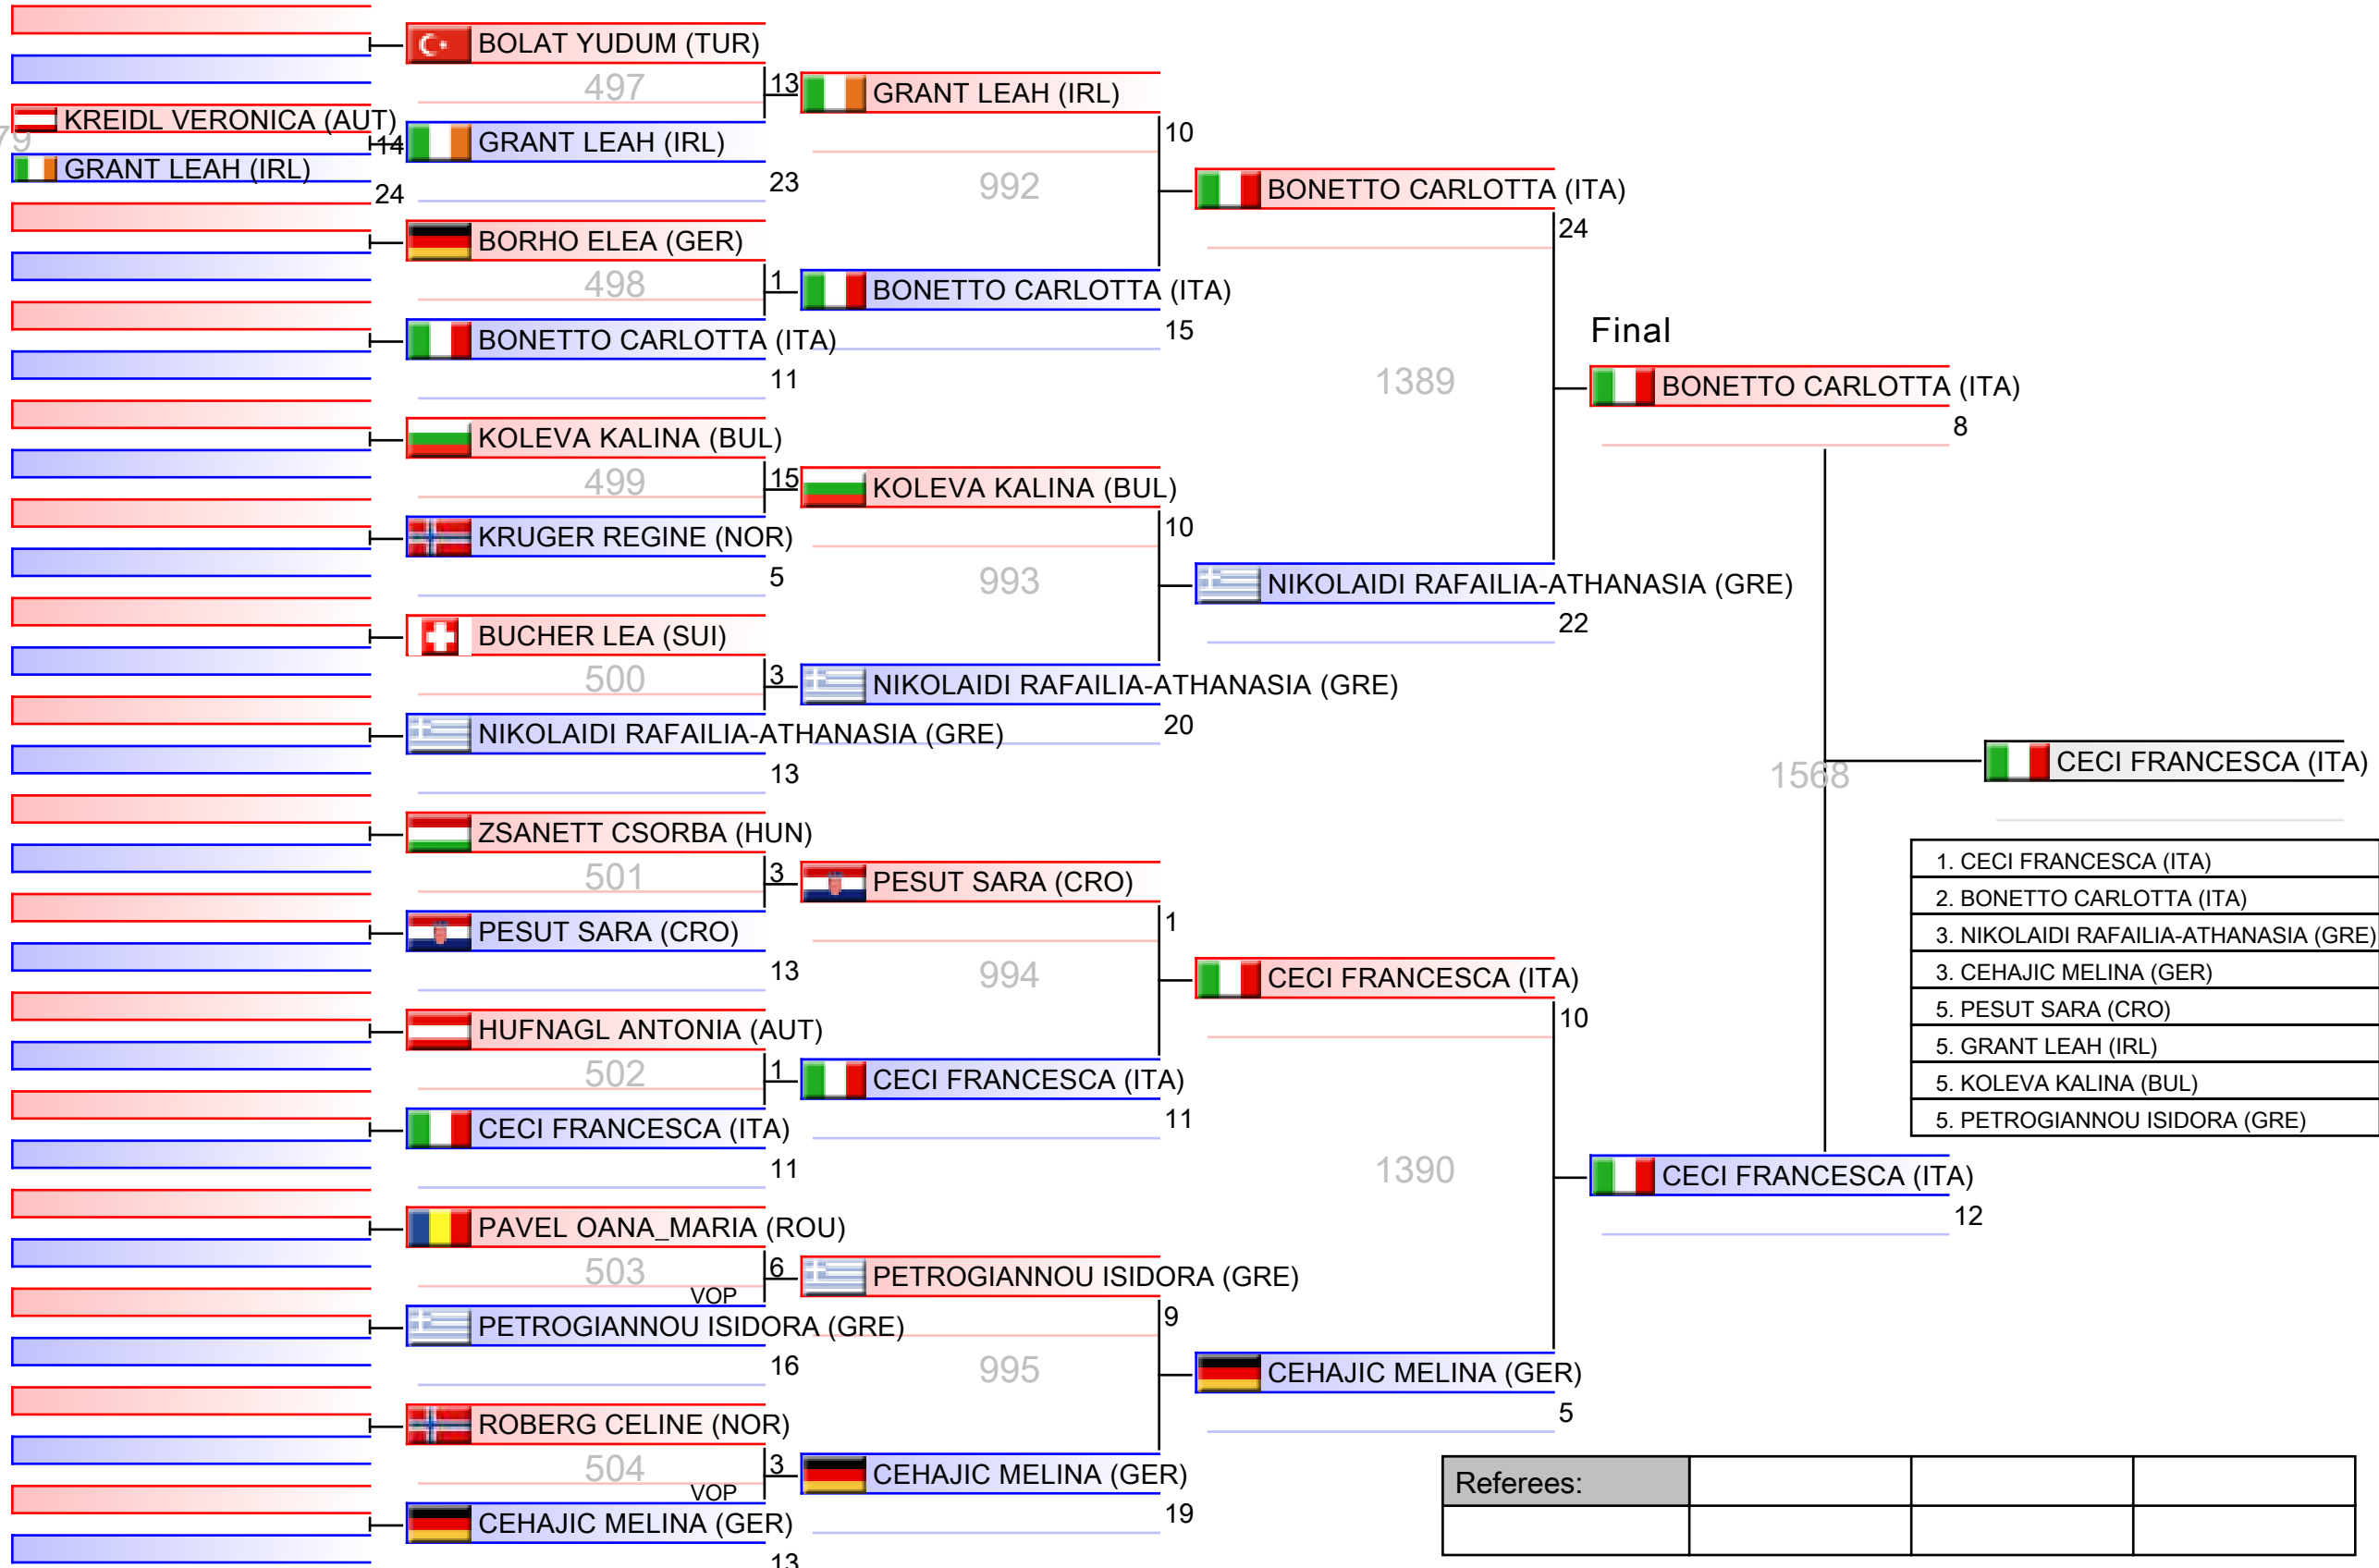 KREIDL VERONICA (AUT)
79
14
GRANT LEAH (IRL)
24
BOLAT YUDUM (TUR)
497
13
GRANT LEAH (IRL)
23
BORHO ELEA (GER)
498
1
BONETTO CARLOTTA (ITA)
11
KOLEVA KALINA (BUL)
499
15
KRUGER REGINE (NOR)
5
BUCHER LEA (SUI)
500
3
NIKOLAIDI RAFAILIA-ATHANASIA (GRE)
13
ZSANETT CSORBA (HUN)
501
3
PESUT SARA (CRO)
13
HUFNAGL ANTONIA (AUT)
502
1
CECI FRANCESCA (ITA)
11
PAVEL OANA_MARIA (ROU)
503
6
VOP
PETROGIANNOU ISIDORA (GRE)
16
ROBERG CELINE (NOR)
504
3
VOP
CEHAJIC MELINA (GER)
13
GRANT LEAH (IRL)
10
992
BONETTO CARLOTTA (ITA)
15
KOLEVA KALINA (BUL)
10
993
NIKOLAIDI RAFAILIA-ATHANASIA (GRE)
20
PESUT SARA (CRO)
1
994
CECI FRANCESCA (ITA)
11
PETROGIANNOU ISIDORA (GRE)
9
995
CEHAJIC MELINA (GER)
19
BONETTO CARLOTTA (ITA)
24
1389
NIKOLAIDI RAFAILIA-ATHANASIA (GRE)
22
CECI FRANCESCA (ITA)
10
1390
CEHAJIC MELINA (GER)
5
Final
BONETTO CARLOTTA (ITA)
8
1568
CECI FRANCESCA (ITA)
12
CECI FRANCESCA (ITA)
1. CECI FRANCESCA (ITA)
2. BONETTO CARLOTTA (ITA)
3. NIKOLAIDI RAFAILIA-ATHANASIA (GRE)
3. CEHAJIC MELINA (GER)
5. PESUT SARA (CRO)
5. GRANT LEAH (IRL)
5. KOLEVA KALINA (BUL)
5. PETROGIANNOU ISIDORA (GRE)
Referees: